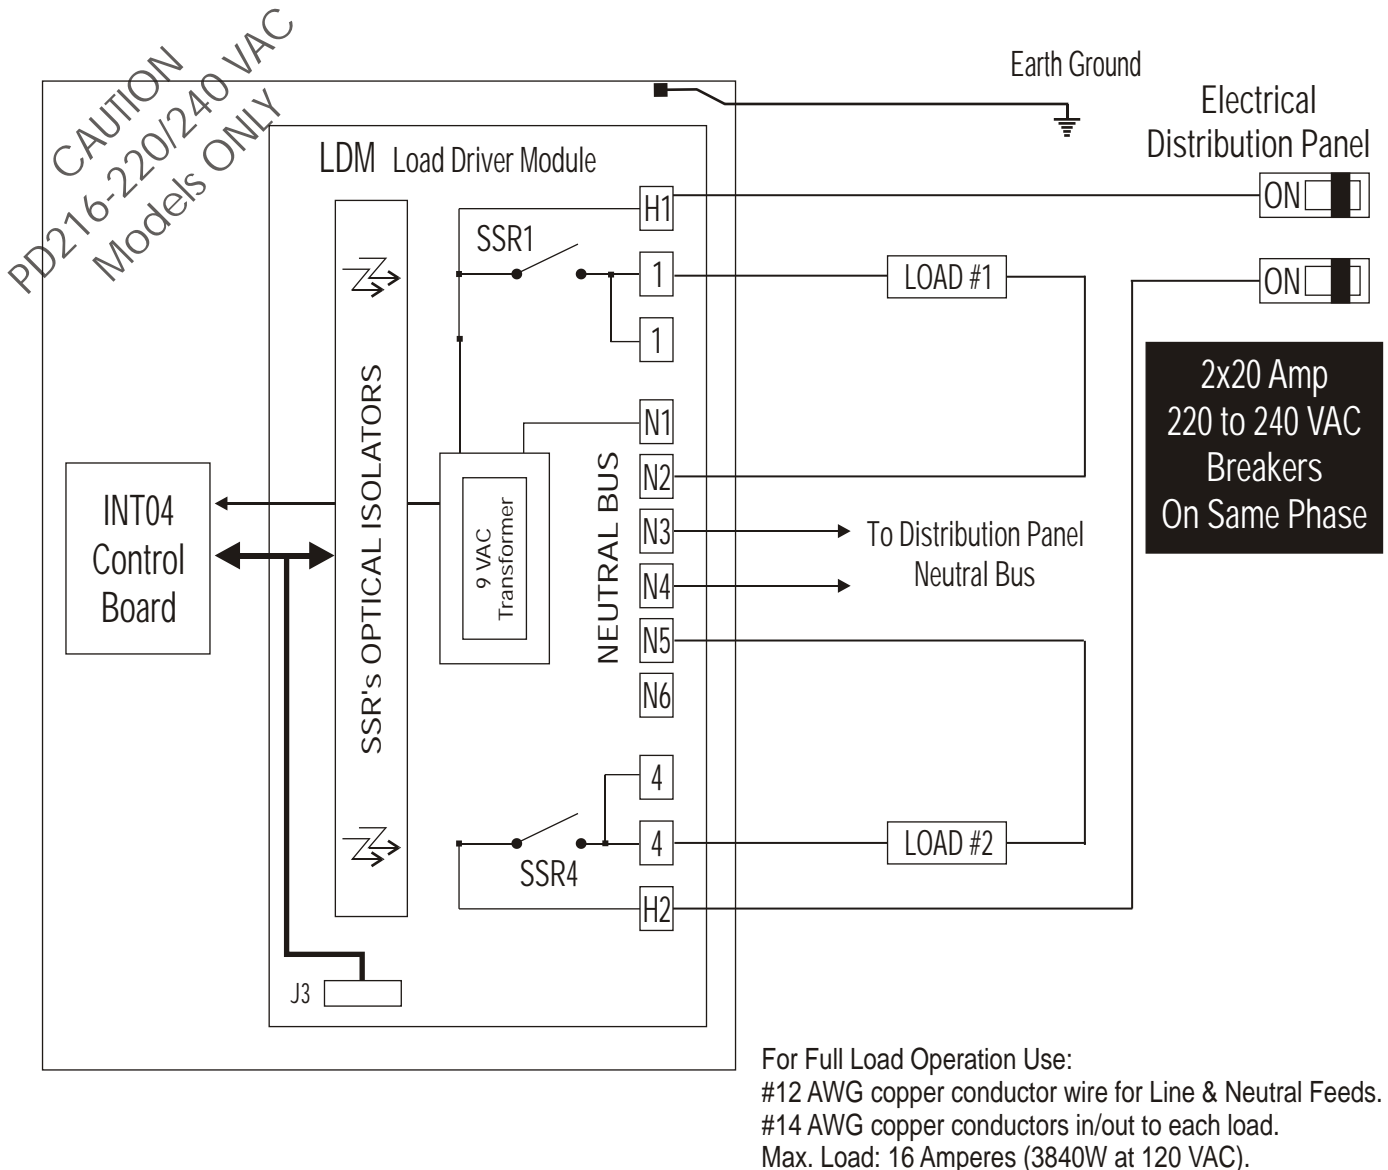 CAUTION
PD216-220/240 VAC
Models ONLY
Earth Ground
Electrical
Distribution Panel
LDM Load Driver Module
H1
ON
SSR1
1
LOAD #1
ON
1
2x20 Amp
220 to 240 VAC
Breakers
On Same Phase
SSR's OPTICAL ISOLATORS
N1
NEUTRAL BUS
N2
INT04
Control
Board
9 VAC
Transformer
N3
To Distribution Panel
Neutral Bus
N4
N5
N6
4
4
LOAD #2
SSR4
H2
J3
For Full Load Operation Use:
#12 AWG copper conductor wire for Line & Neutral Feeds.
#14 AWG copper conductors in/out to each load.
Max. Load: 16 Amperes (3840W at 120 VAC).